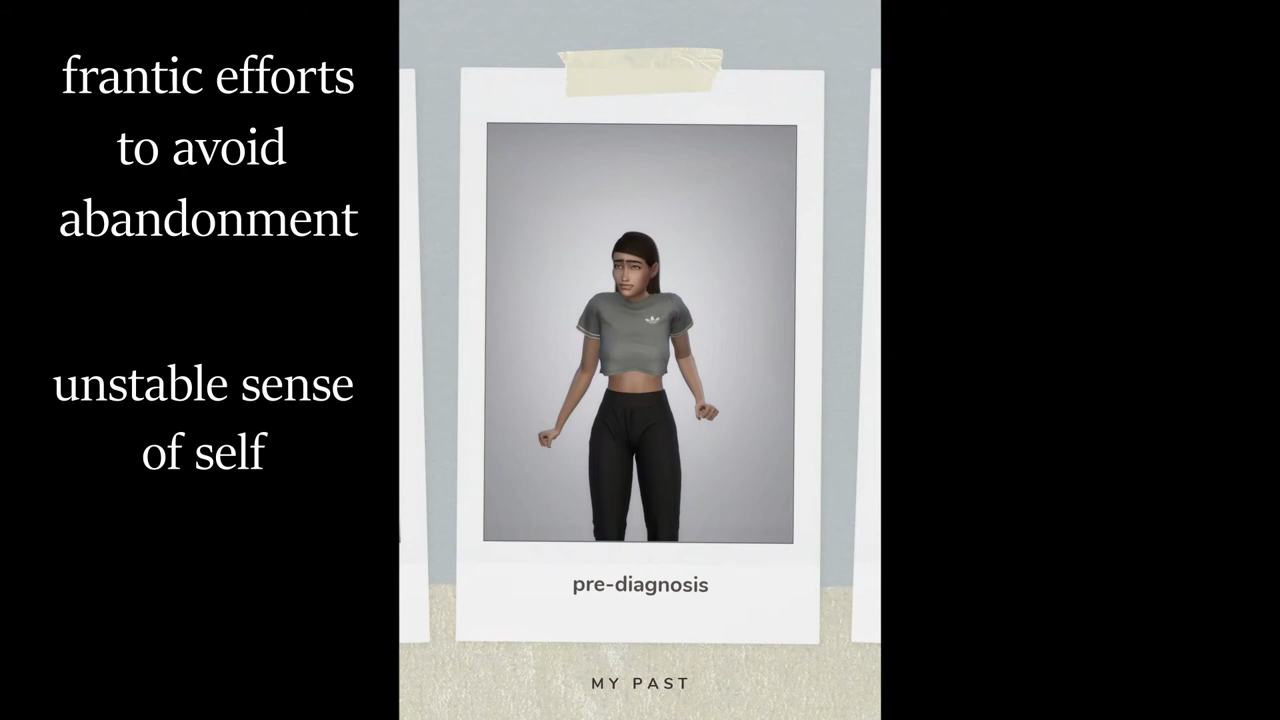 frantic efforts
to avoid
abandonment
unstable sense
of self
pre-diagnosis
MY PAST